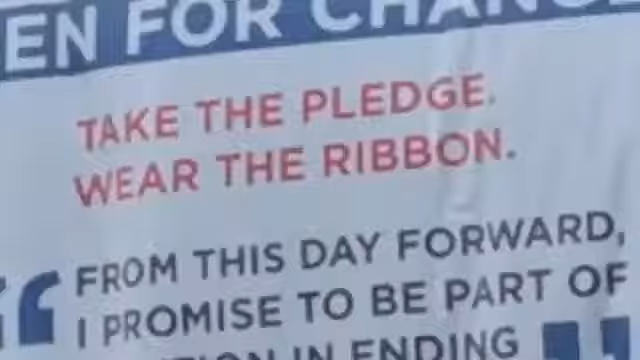 EN FOR CHANGE
TAKE THE PLEDGE.
WEAR THE RIBBON.
“FROM THIS DAY FORWARD,
I PROMISE TO BE PART OF
IN ENDING ”